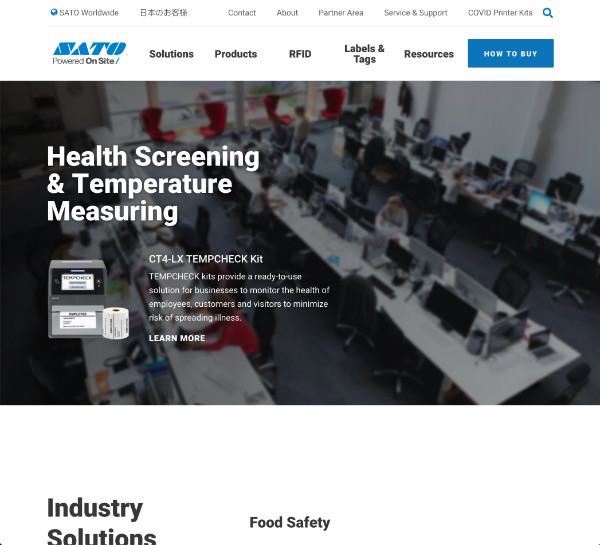 SATO Worldwide
日本のお客様
Contact
About
Partner Area
Service & Support
COVID Printer Kits
SATO
Powered On Site
Solutions
Products
RFID
Labels &
Tags
Resources
HOW TO BUY
Health Screening
& Temperature
Measuring
CT4-LX TEMPCHECK Kit
TEMPCHECK kits provide a ready-to-use
solution for businesses to monitor the health of
employees, customers and visitors to minimize
risk of spreading illness.
LEARN MORE
TEMPCHECK
EMPLOYEE
Industry
Solutions
Food Safety